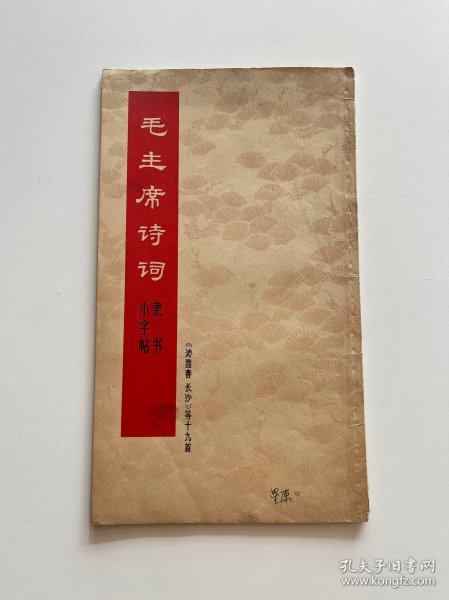 毛主席诗词
隶书
小字帖
《沁园春 长沙》等十九首
孔夫子旧书网
www.kongfz.com